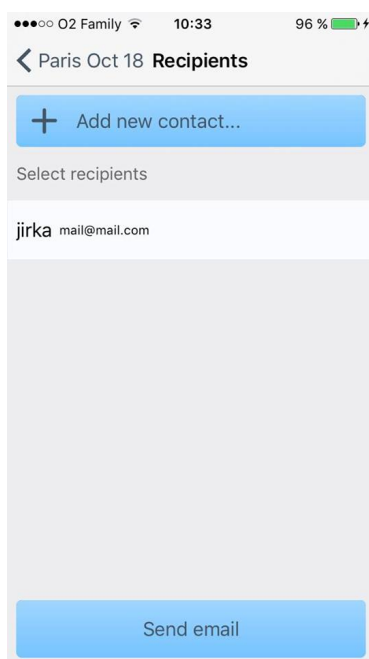 O2 Family 10:33 96 %
Paris Oct 18 Recipients
Add new contact...
Select recipients
jirka mail@mail.com
Send email